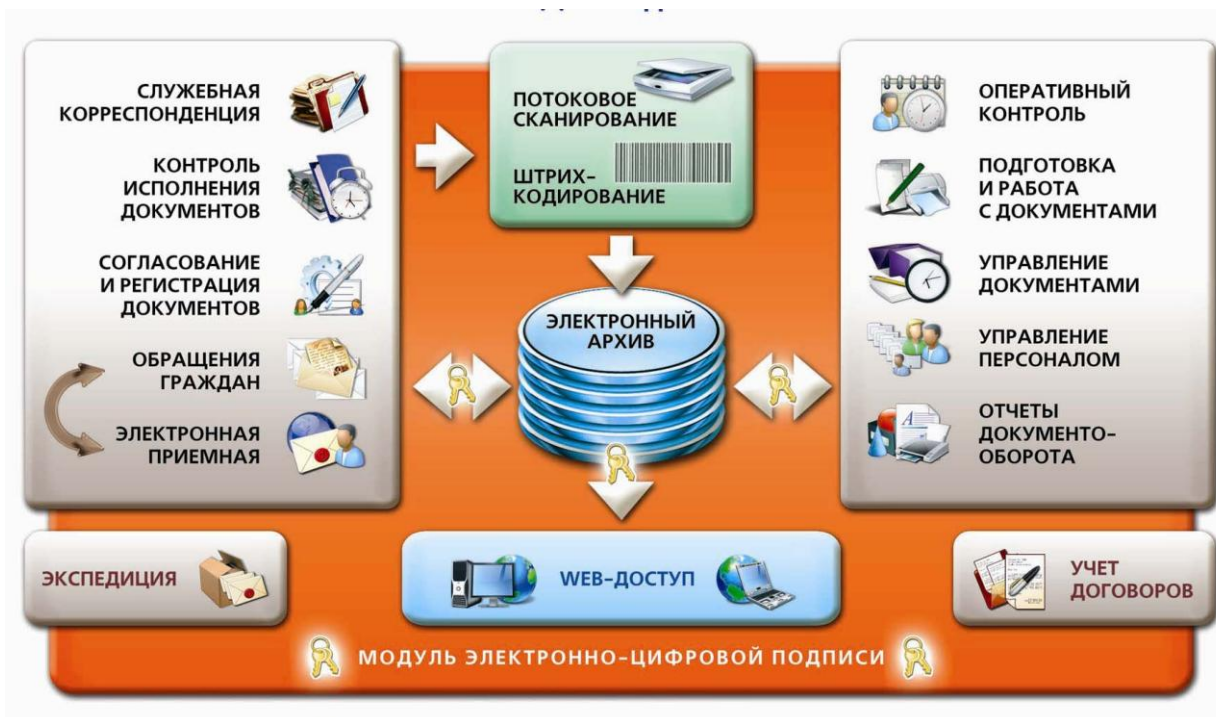 СЛУЖЕБНАЯ
КОРРЕСПОНДЕНЦИЯ
КОНТРОЛЬ
ИСПОЛНЕНИЯ
ДОКУМЕНТОВ
СОГЛАСОВАНИЕ
И РЕГИСТРАЦИЯ
ДОКУМЕНТОВ
ОБРАЩЕНИЯ
ГРАЖДАН
ЭЛЕКТРОННАЯ
ПРИЕМНАЯ
ПОТОКОВОЕ
СКАНИРОВАНИЕ
ШТРИХ-
КОДИРОВАНИЕ
ЭЛЕКТРОННЫЙ
АРХИВ
ОПЕРАТИВНЫЙ
КОНТРОЛЬ
ПОДГОТОВКА
И РАБОТА
С ДОКУМЕНТАМИ
УПРАВЛЕНИЕ
ДОКУМЕНТАМИ
УПРАВЛЕНИЕ
ПЕРСОНАЛОМ
ОТЧЕТЫ
ДОКУМЕНТО-
ОБОРОТА
ЭКСПЕДИЦИЯ
WEB-ДОСТУП
УЧЕТ
ДОГОВОРОВ
МОДУЛЬ ЭЛЕКТРОННО-ЦИФРОВОЙ ПОДПИСИ